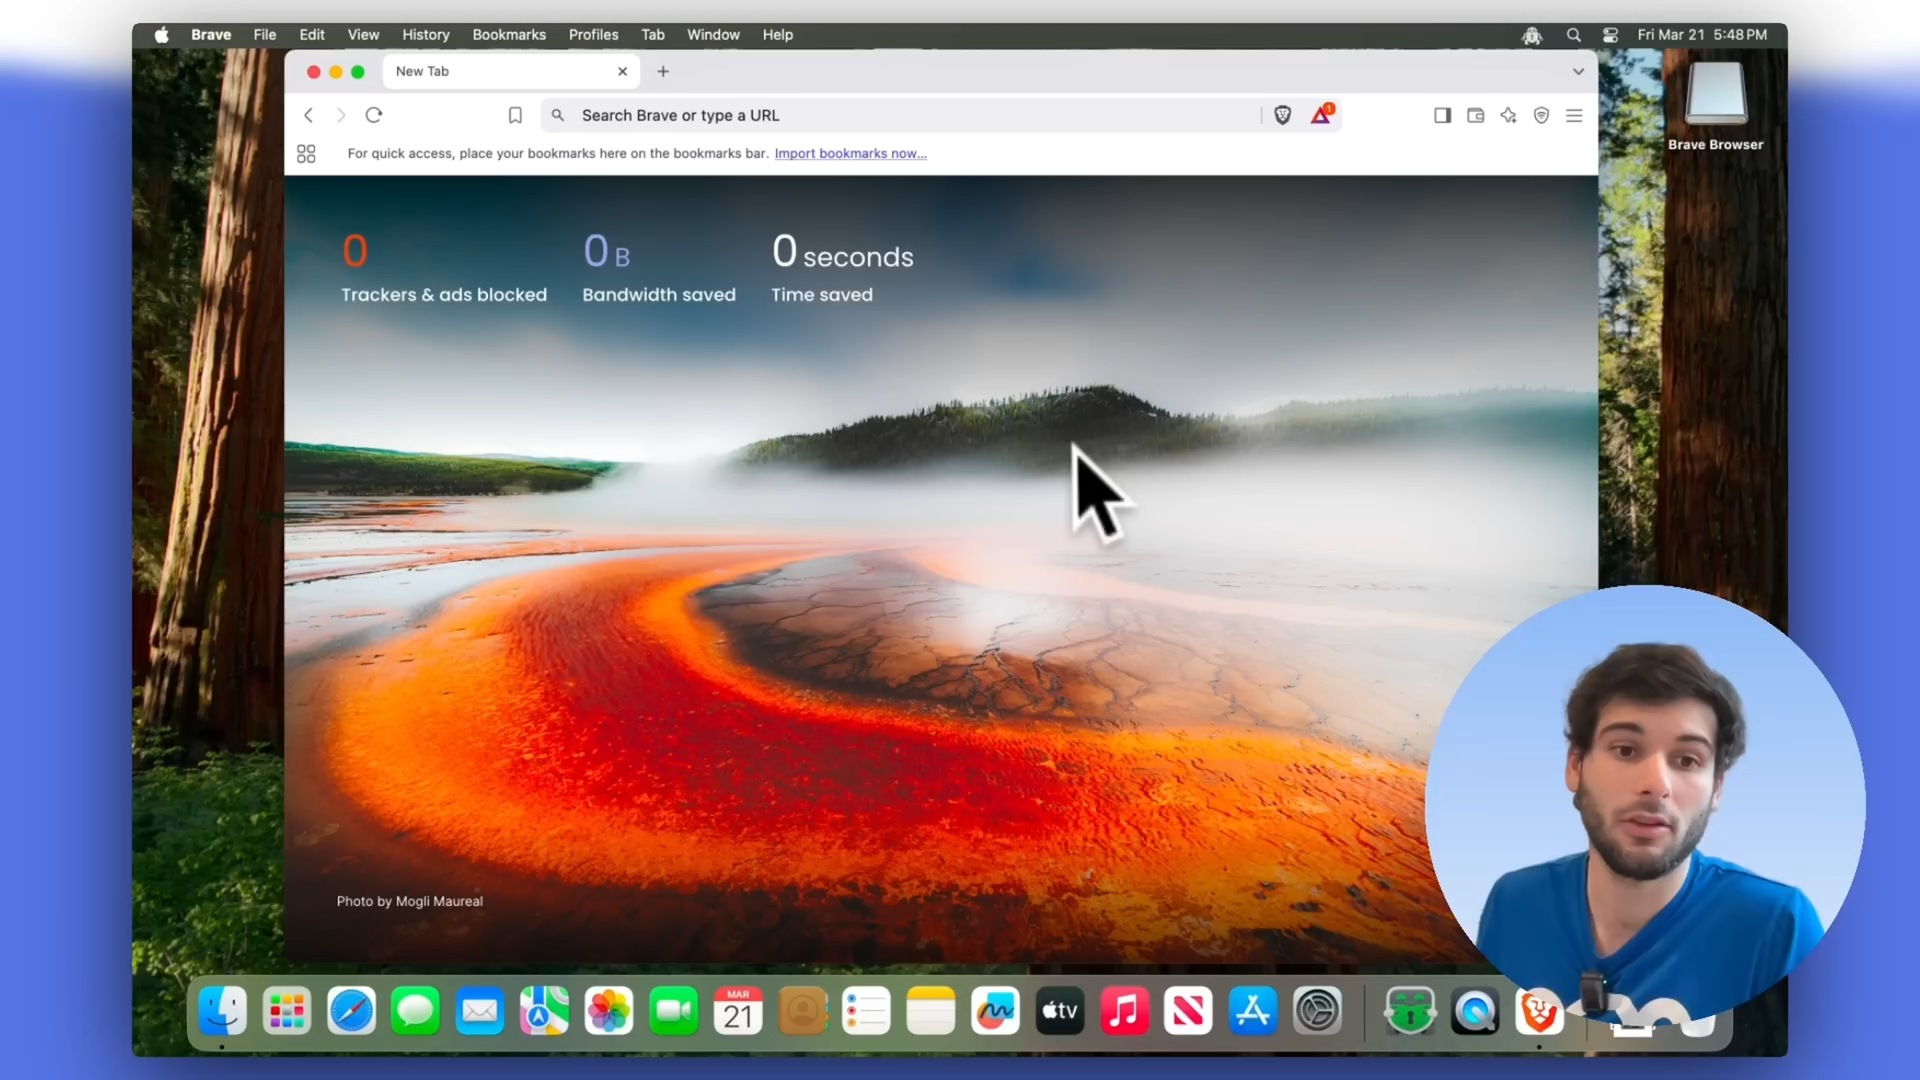 Brave File Edit View History Bookmarks Profiles Tab Window Help Fri Mar 21 5:48 PM
New Tab
Search Brave or type a URL
1
For quick access, place your bookmarks here on the bookmarks bar. Import bookmarks now...
Brave Browser
0 0 B 0 seconds
Trackers & ads blocked Bandwidth saved Time saved
Photo by Mogli Maureal
MAR
21
tv